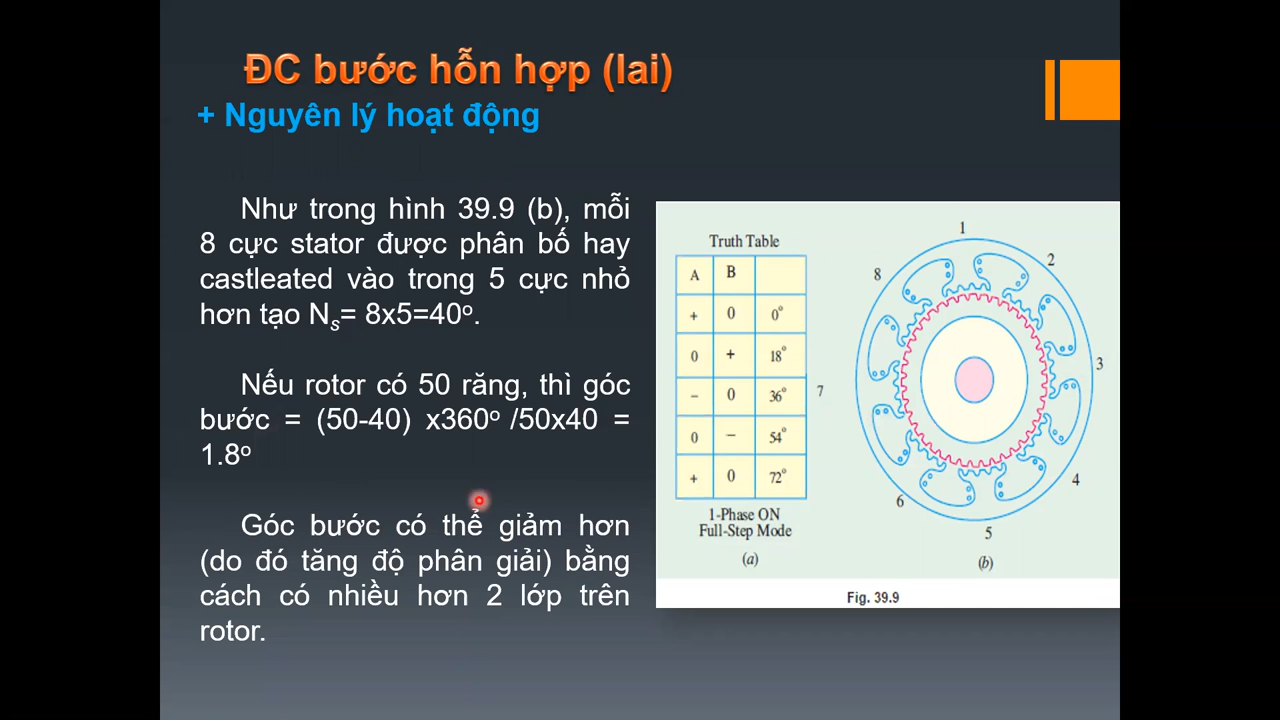 ĐC bước hỗn hợp (lai)
+ Nguyên lý hoạt động
Như trong hình 39.9 (b), mỗi
8 cực stator được phân bố hay
castleated vào trong 5 cực nhỏ
hơn tạo Nₛ= 8x5=40º.
Nếu rotor có 50 răng, thì góc
bước = (50-40) x360º /50x40 =
1.8º
Góc bước có thể giảm hơn
(do đó tăng độ phân giải) bằng
cách có nhiều hơn 2 lớp trên
rotor.
Truth Table
A B
+ 0 0°
0 + 18°
− 0 36°
0 − 54°
+ 0 72°
1-Phase ON
Full-Step Mode
(a)
1
2
3
4
5
6
7
8
(b)
Fig. 39.9